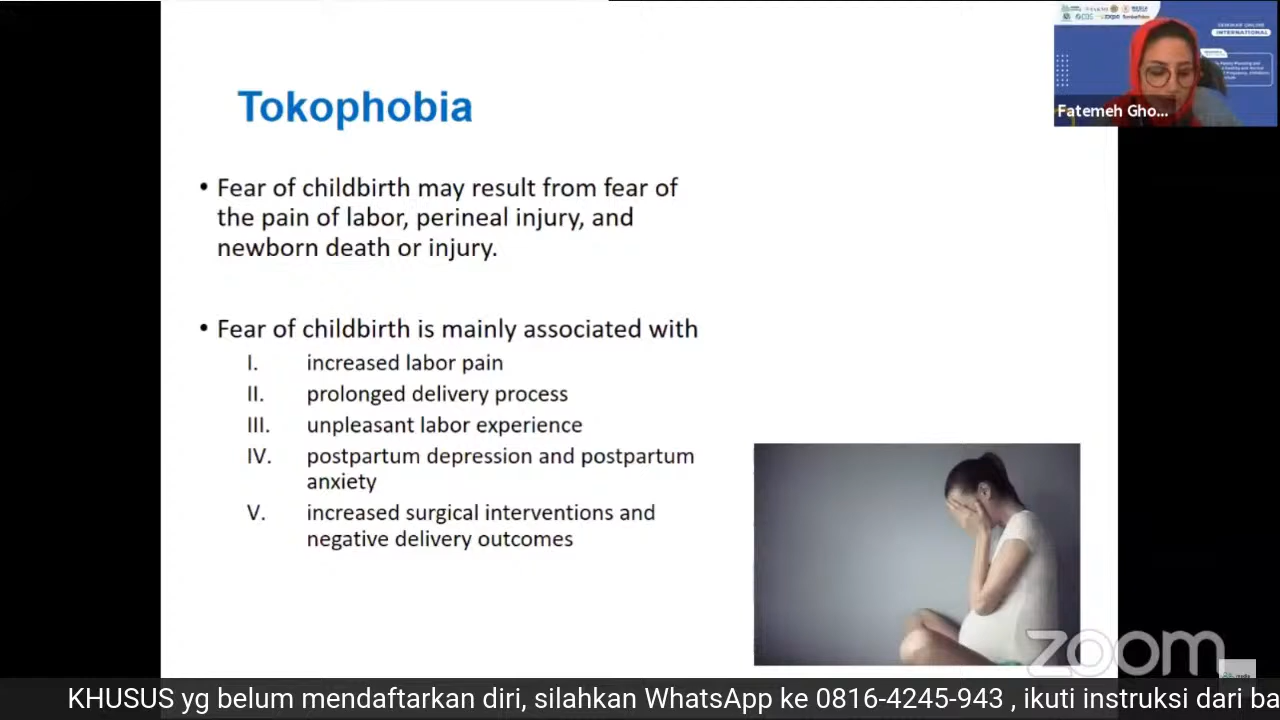 Tokophobia
• Fear of childbirth may result from fear of
the pain of labor, perineal injury, and
newborn death or injury.
• Fear of childbirth is mainly associated with
I. increased labor pain
II. prolonged delivery process
III. unpleasant labor experience
IV. postpartum depression and postpartum
anxiety
V. increased surgical interventions and
negative delivery outcomes
INTERNATIONAL
Fatemeh Gho...
zoom
KHUSUS yg belum mendaftarkan diri, silahkan WhatsApp ke 0816-4245-943 , ikuti instruksi dari ba